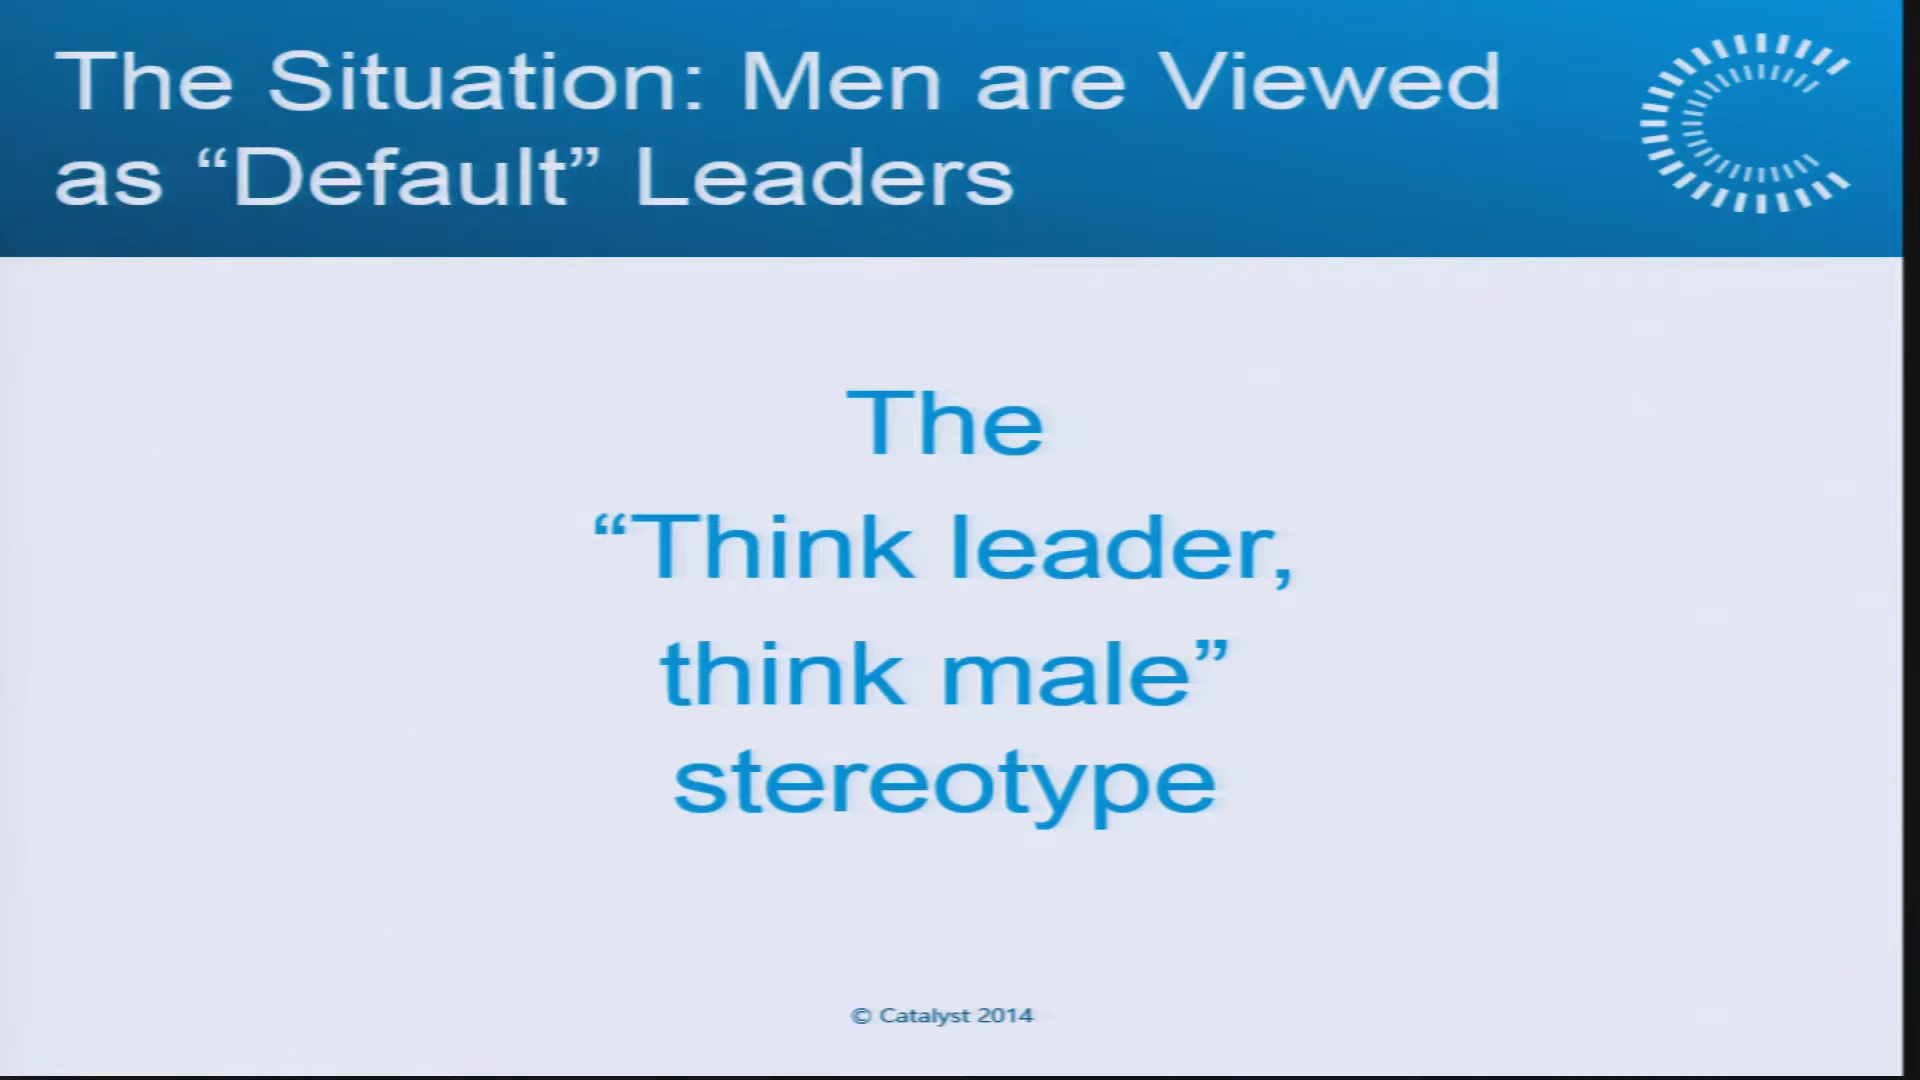 The Situation: Men are Viewed
as “Default” Leaders
The
“Think leader,
think male”
stereotype
© Catalyst 2014